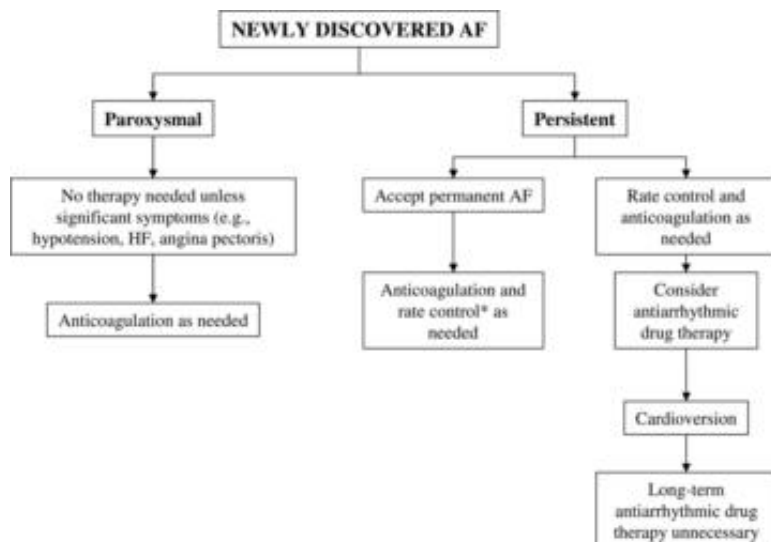 NEWLY DISCOVERED AF
Paroxysmal
Persistent
No therapy needed unless
significant symptoms (e.g.,
hypotension, HF, angina pectoris)
Accept permanent AF
Rate control and
anticoagulation as
needed
Anticoagulation as needed
Anticoagulation and
rate control* as
needed
Consider
antiarrhythmic
drug therapy
Cardioversion
Long-term
antiarrhythmic drug
therapy unnecessary